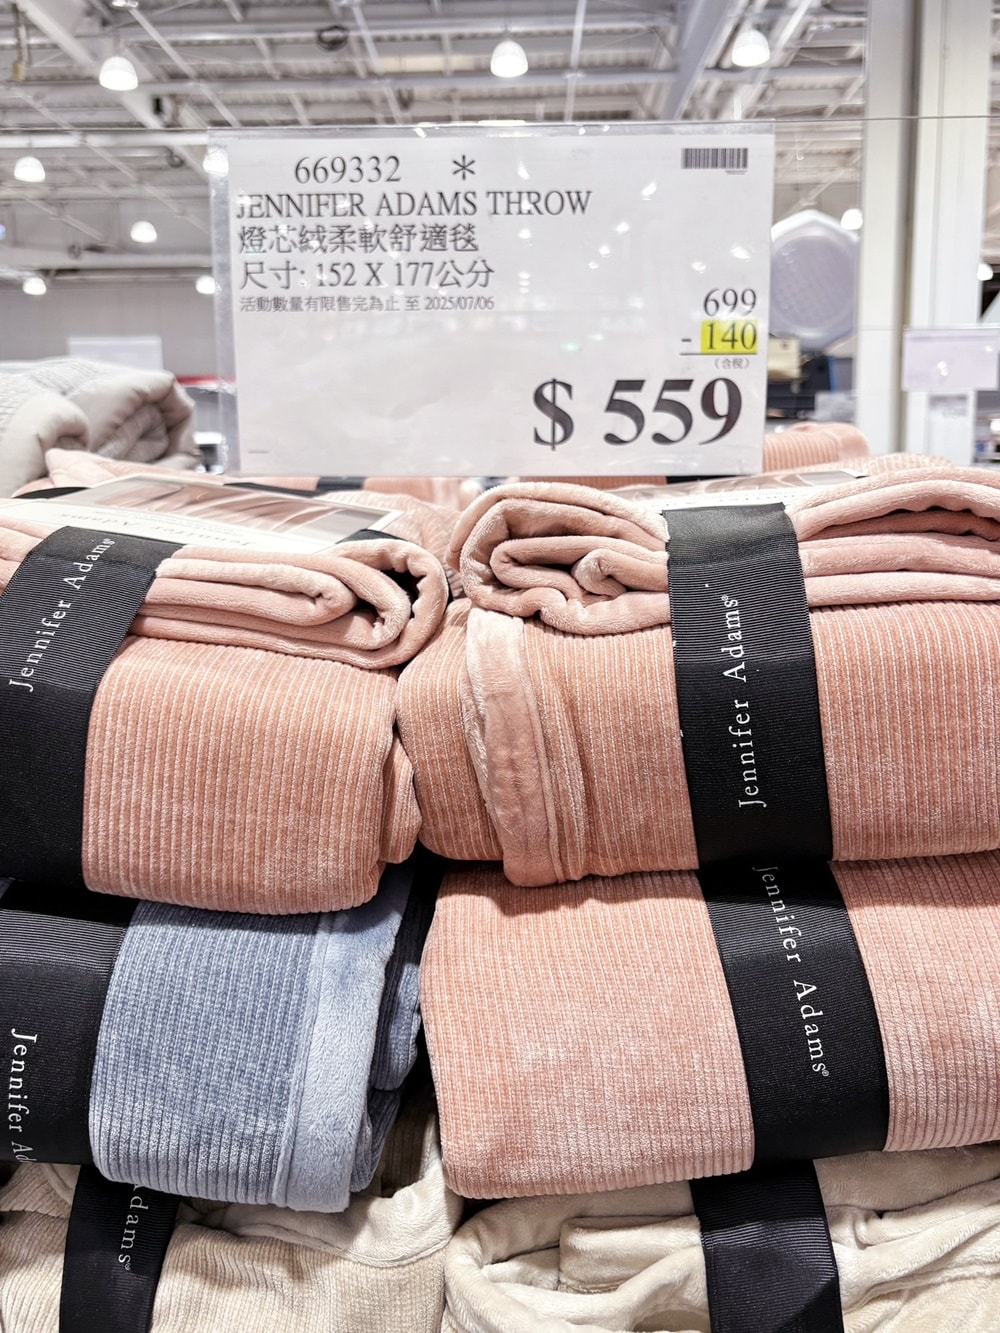 669332 *
JENNIFER ADAMS THROW
燈芯絨柔軟舒適毯
尺寸: 152 X 177公分
活動數量有限售完為止 至 2025/07/06
699
- 140
(含稅)
$ 559
Jennifer Adams
Jennifer Adams®
Jennifer Adams®
Jennifer Adams®
Jennifer Ad
dams®